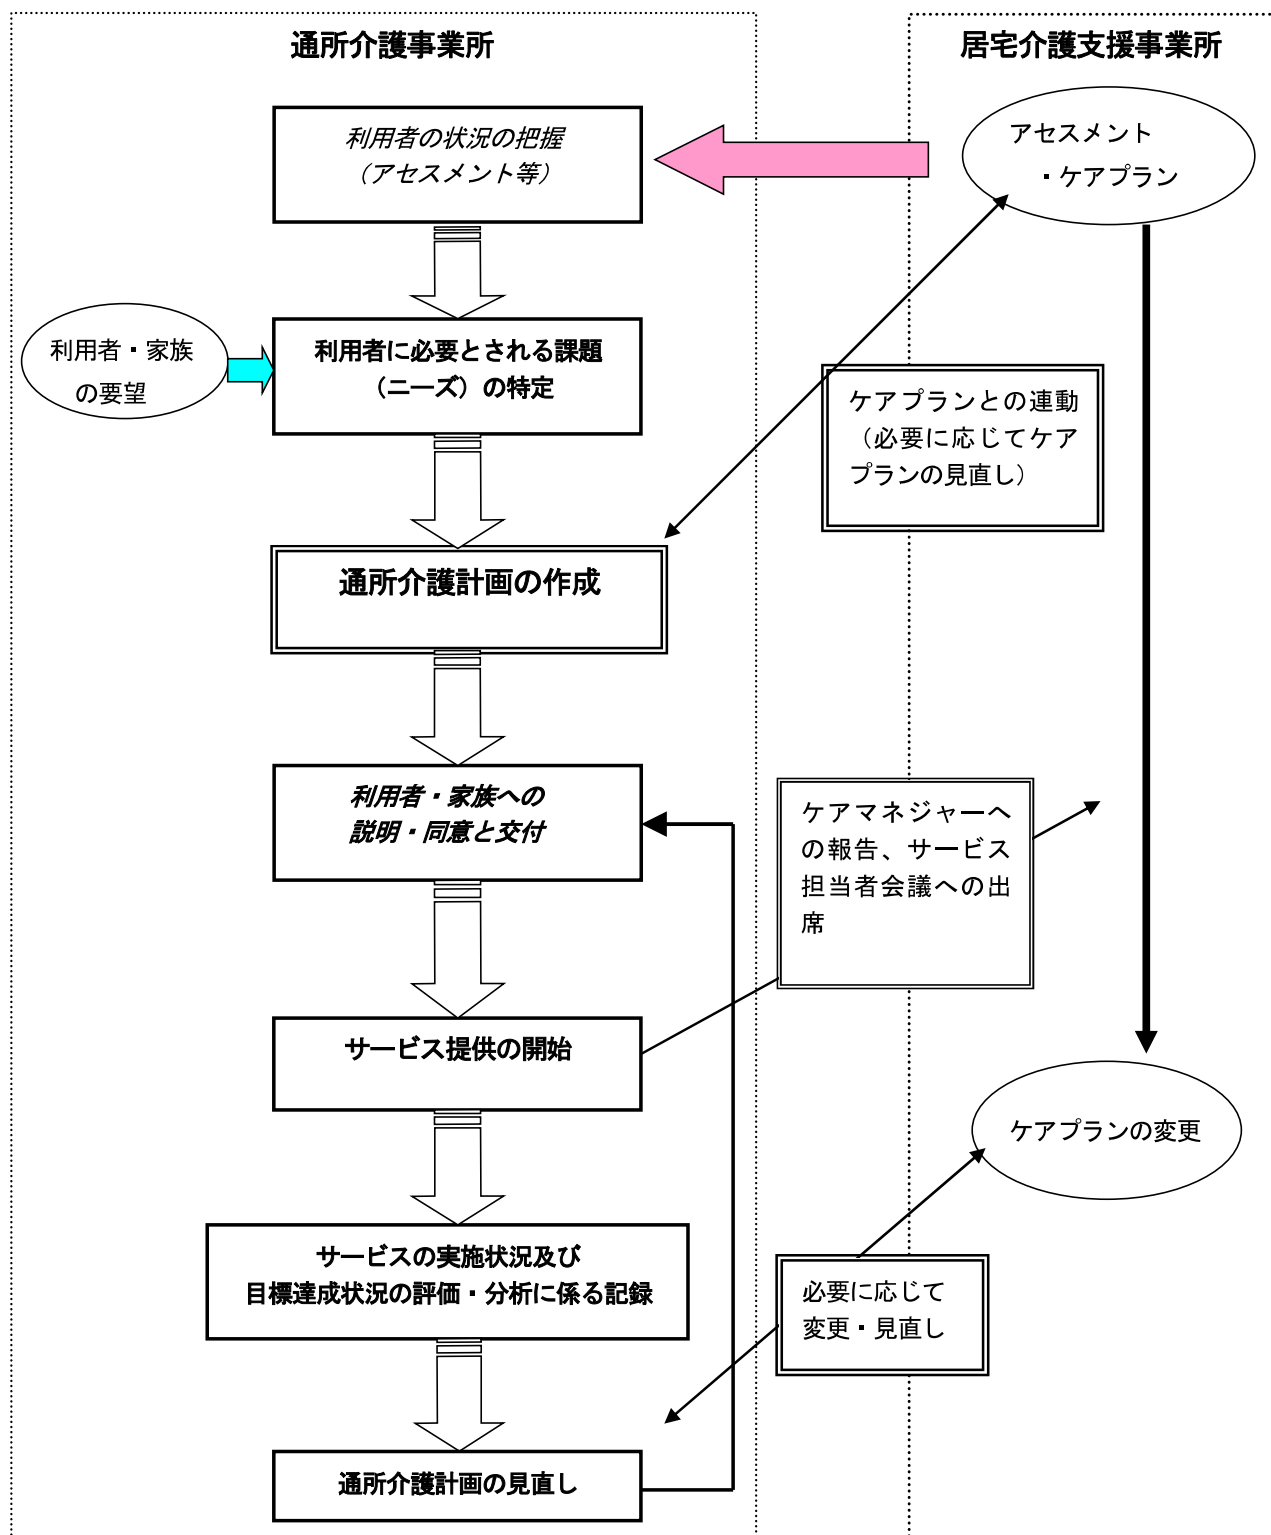 通所介護事業所
居宅介護支援事業所
利用者の状況の把握
（アセスメント等）
アセスメント
・ケアプラン
利用者・家族
の要望
利用者に必要とされる課題
（ニーズ）の特定
ケアプランとの連動
（必要に応じてケア
プランの見直し）
通所介護計画の作成
利用者・家族への
説明・同意と交付
ケアマネジャーへ
の報告、サービス
担当者会議への出
席
サービス提供の開始
ケアプランの変更
サービスの実施状況及び
目標達成状況の評価・分析に係る記録
必要に応じて
変更・見直し
通所介護計画の見直し